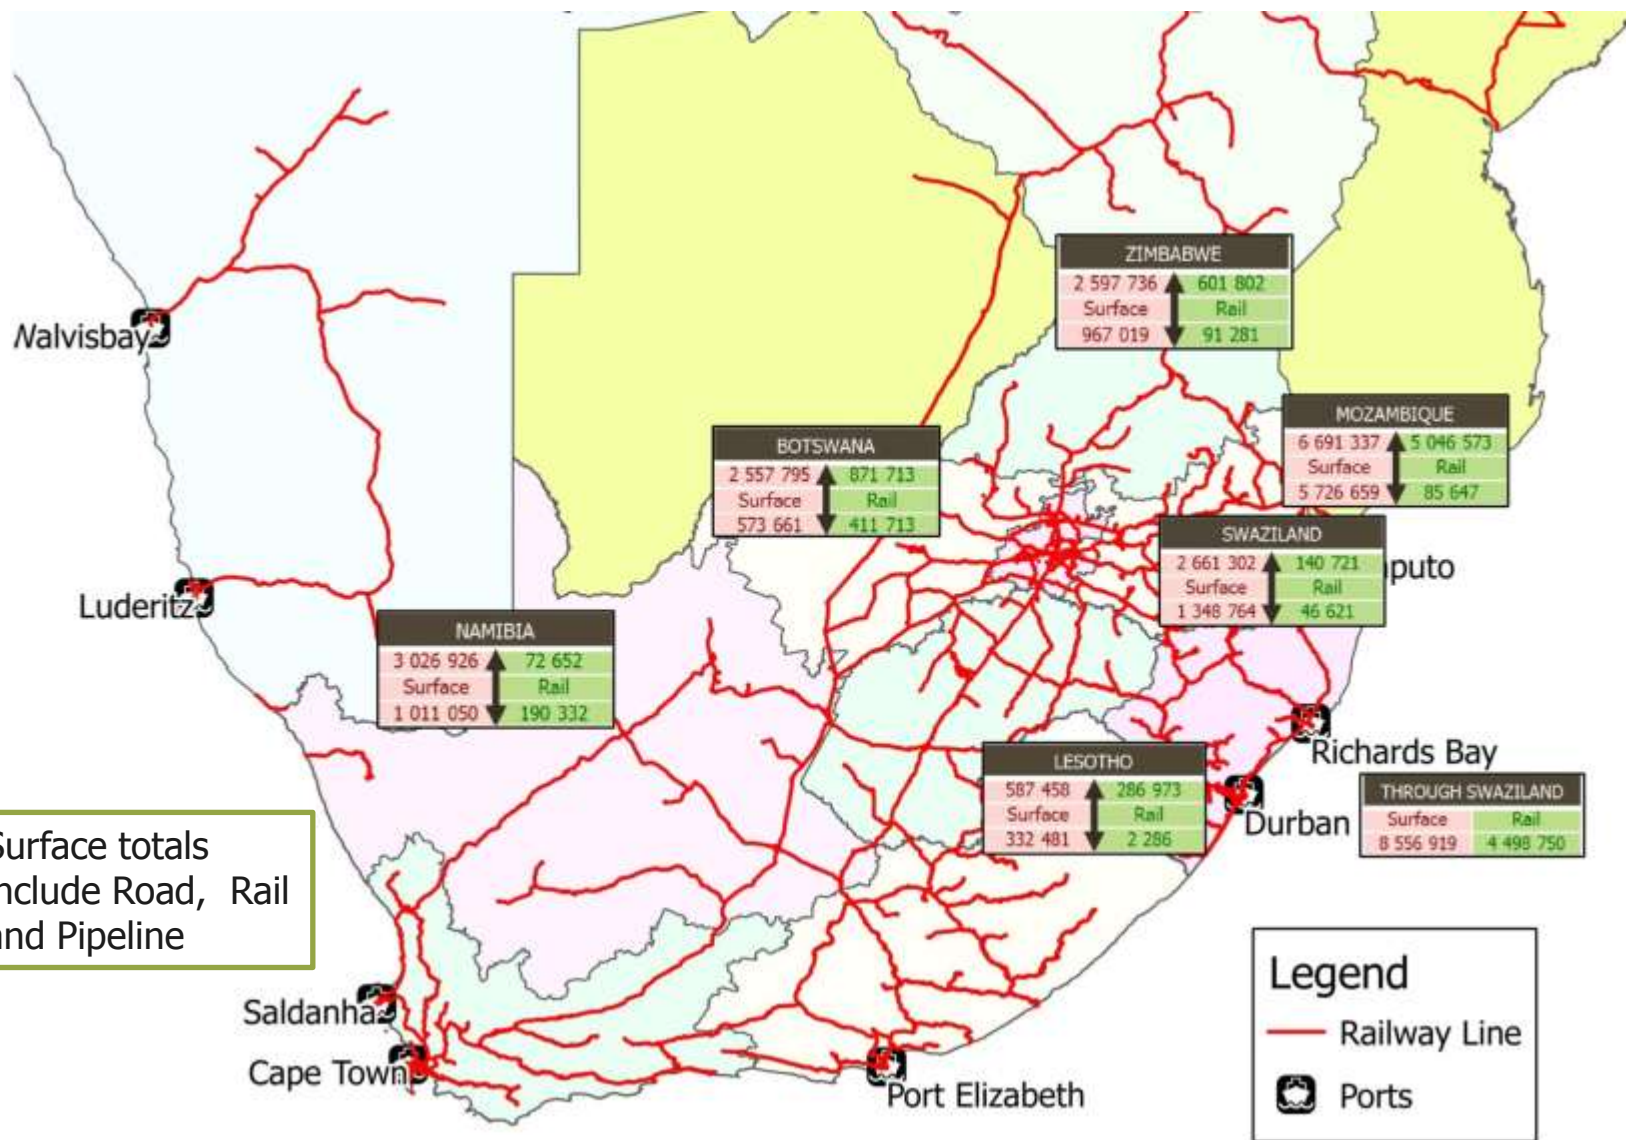 ZIMBABWE
2 597 736 601 802
Surface Rail
967 019 91 281
Walvisbay
MOZAMBIQUE
6 691 337 5 046 573
Surface Rail
5 726 659 85 647
BOTSWANA
2 557 795 871 713
Surface Rail
573 661 411 713
SWAZILAND
2 661 302 140 721
Surface Rail
1 348 764 46 621
puto
Luderitz
NAMIBIA
3 026 926 72 652
Surface Rail
1 011 050 190 332
Richards Bay
LESOTHO
587 458 286 973
Surface Rail
332 481 2 286
Durban
THROUGH SWAZILAND
Surface Rail
8 556 919 4 498 750
Surface totals
include Road, Rail
and Pipeline
Saldanha
Cape Town
Port Elizabeth
Legend
Railway Line
Ports